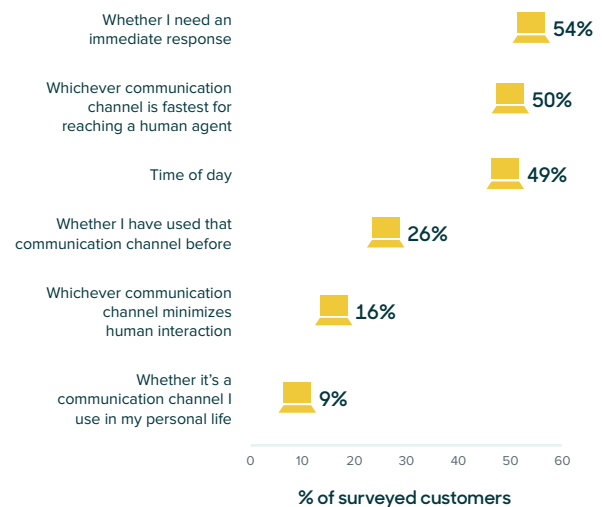 Whether I need an
immediate response
54%
Whichever communication
channel is fastest for
reaching a human agent
50%
Time of day
49%
Whether I have used that
communication channel before
26%
Whichever communication
channel minimizes
human interaction
16%
Whether it's a
communication channel I
use in my personal life
9%
0 10 20 30 40 50 60
% of surveyed customers